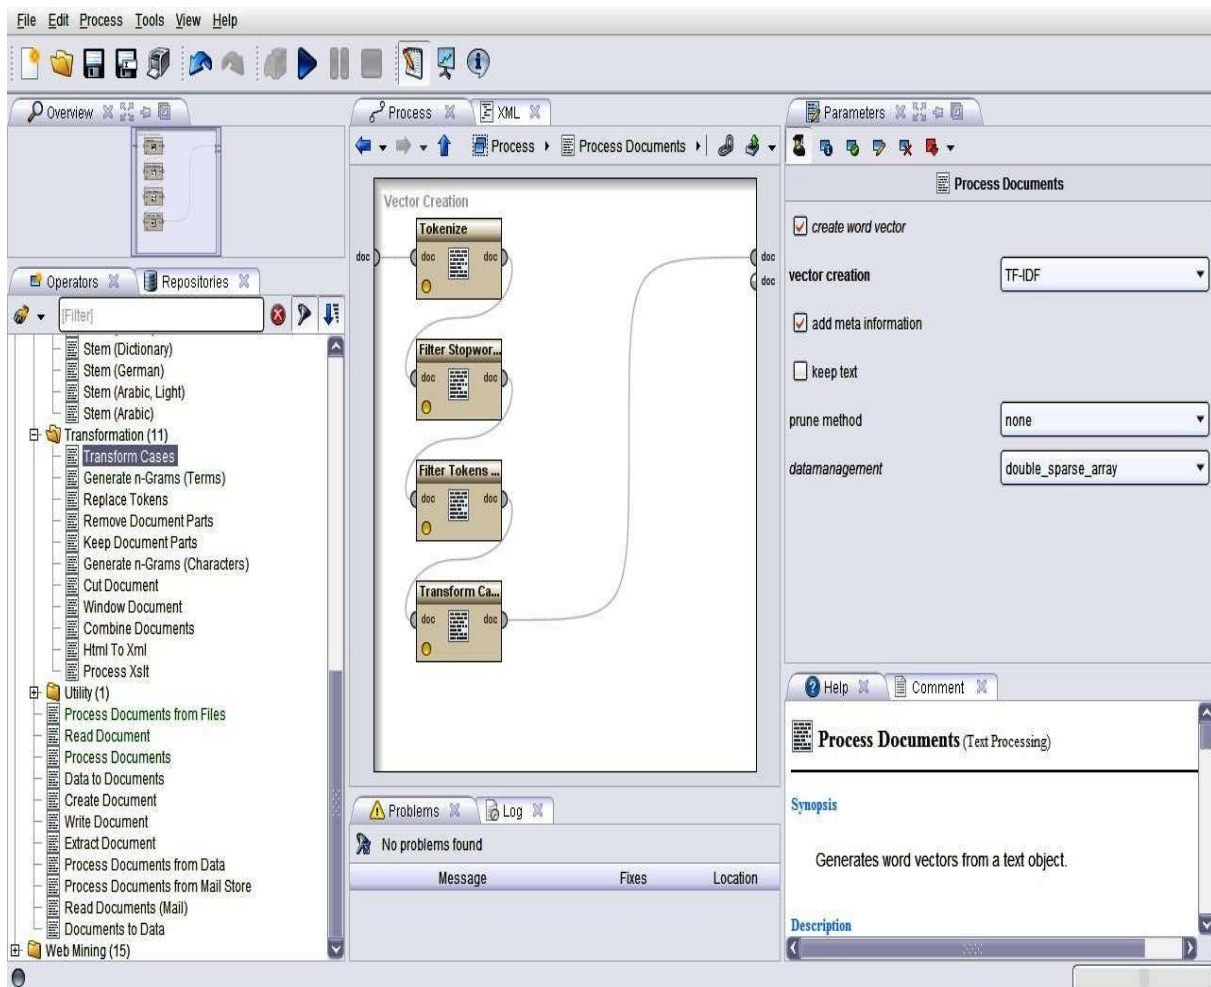 File Edit Process Tools View Help
Overview
Operators Repositories
[Filter]
Stem (Dictionary)
Stem (German)
Stem (Arabic, Light)
Stem (Arabic)
Transformation (11)
Transform Cases
Generate n-Grams (Terms)
Replace Tokens
Remove Document Parts
Keep Document Parts
Generate n-Grams (Characters)
Cut Document
Window Document
Combine Documents
Html To Xml
Process Xslt
Utility (1)
Process Documents from Files
Read Document
Process Documents
Data to Documents
Create Document
Write Document
Extract Document
Process Documents from Data
Process Documents from Mail Store
Read Documents (Mail)
Documents to Data
Web Mining (15)
Process XML
Process Process Documents
Vector Creation
doc
Tokenize
doc doc
Filter Stopwor...
doc doc
Filter Tokens ...
doc doc
Transform Ca...
doc doc
doc
doc
Problems Log
No problems found
Message Fixes Location
Parameters
Process Documents
create word vector
vector creation TF-IDF
add meta information
keep text
prune method none
datamanagement double_sparse_array
Help Comment
Process Documents (Text Processing)
Synopsis
Generates word vectors from a text object.
Description